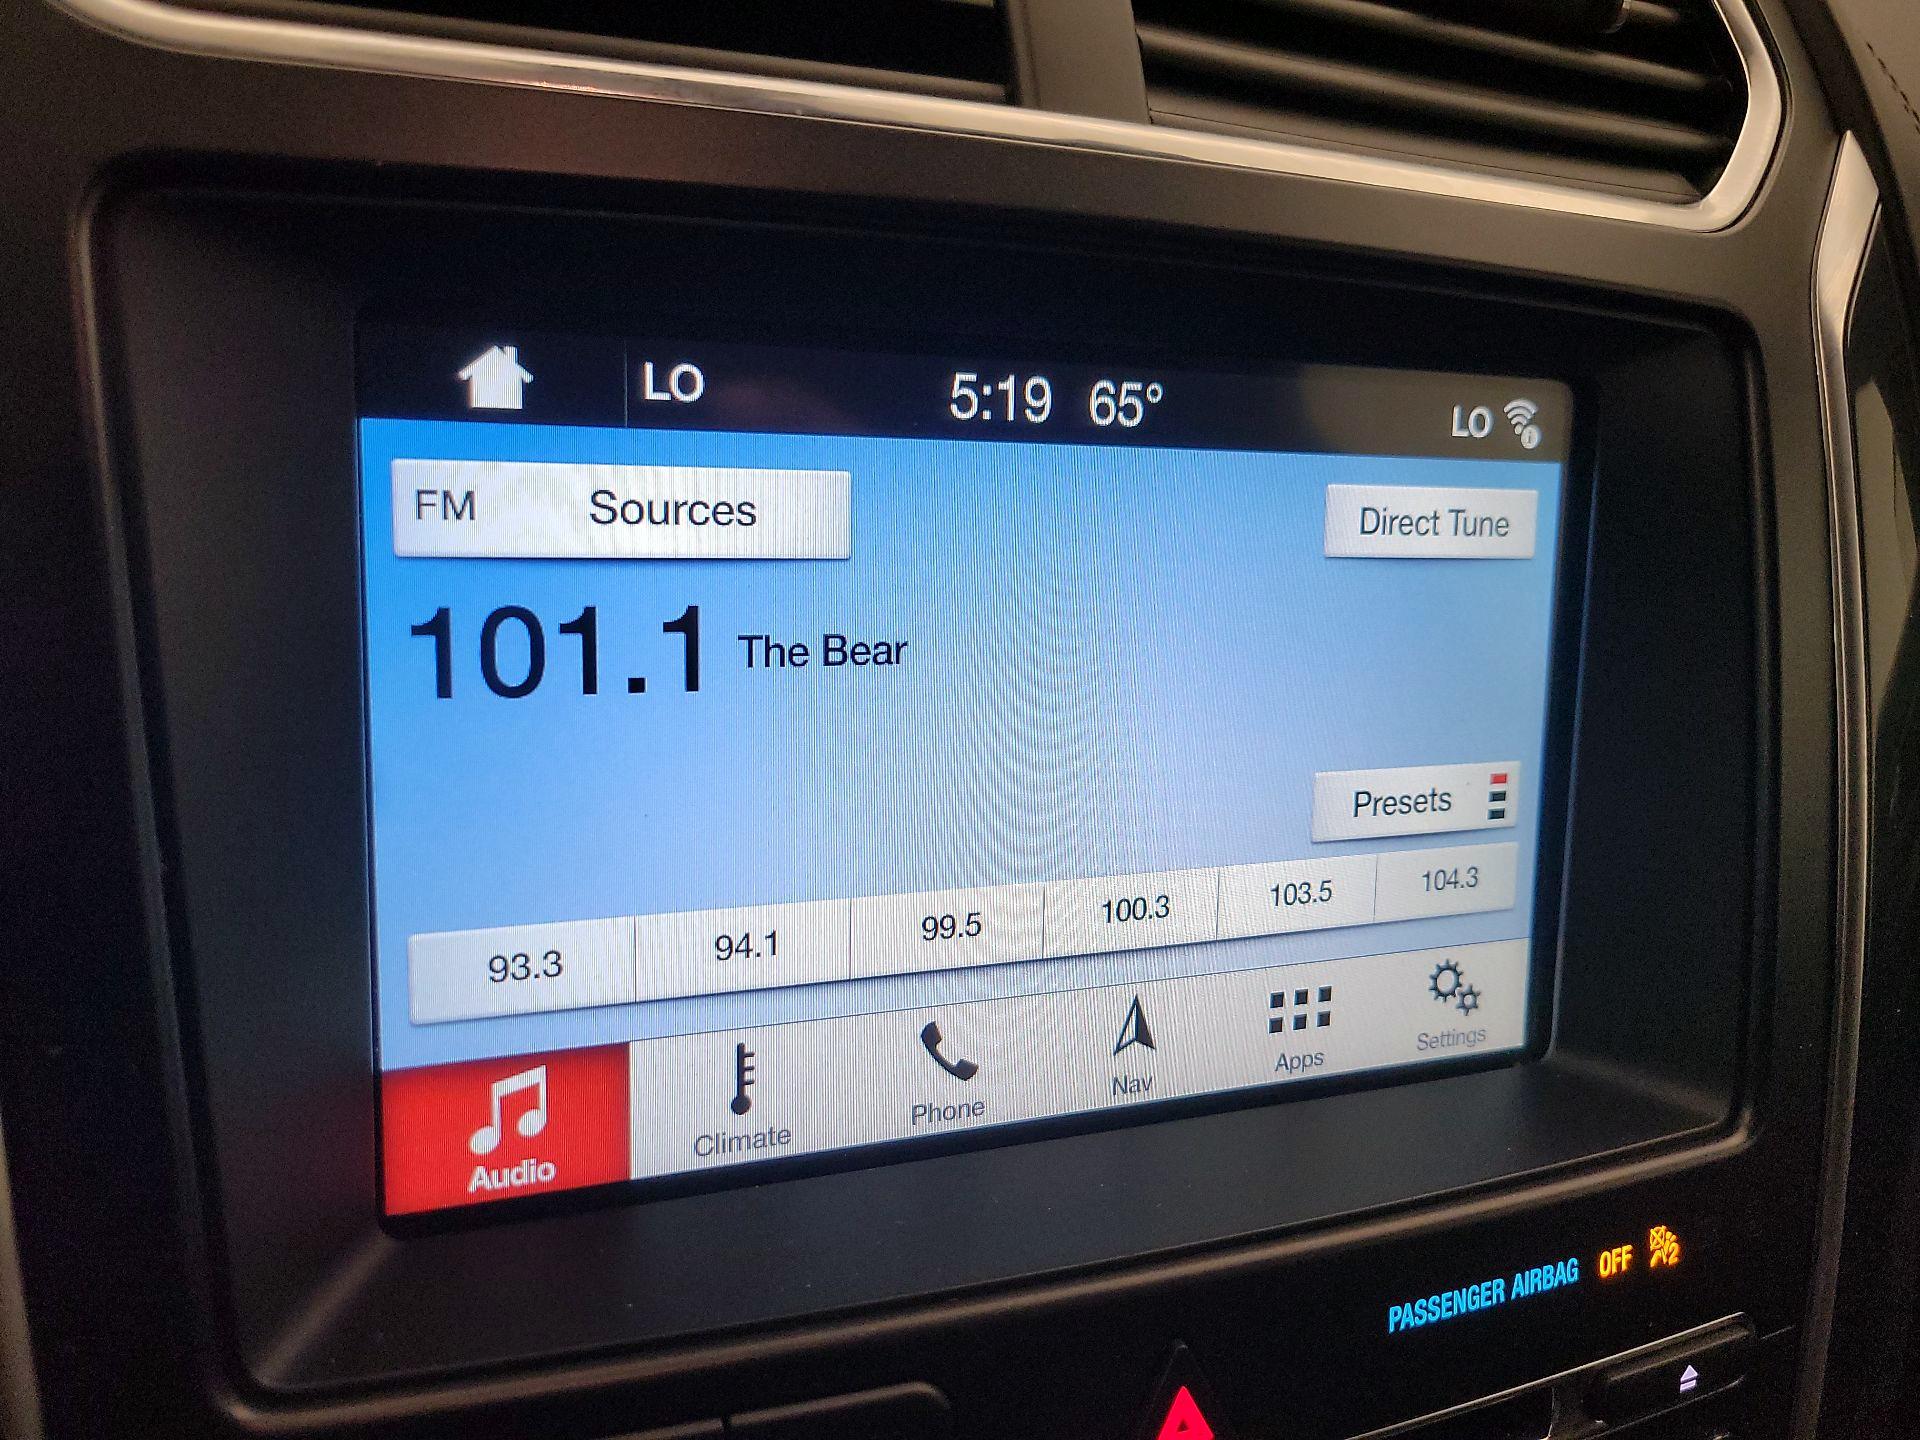 LO 5:19 65° LO
FM Sources Direct Tune
101.1 The Bear
Presets
93.3 94.1 99.5 100.3 103.5 104.3
Audio Climate Phone Nav Apps Settings
PASSENGER AIRBAG OFF 2